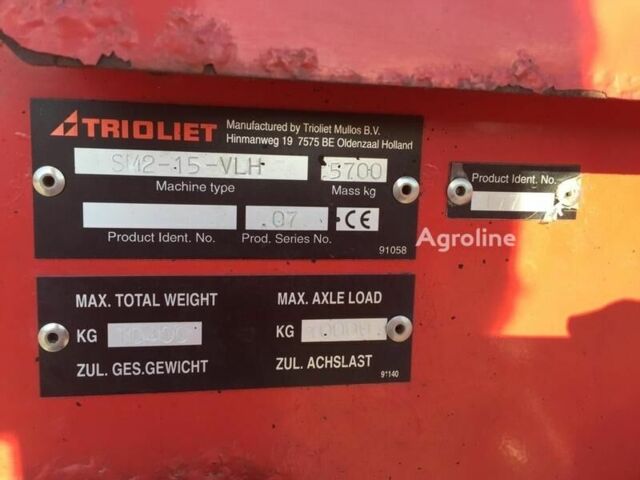 TRIOLIET
Manufactured by Trioliet Mullos B.V.
Hinmanweg 19 7575 BE Oldenzaal Holland
SM2-15-VLH
5700
Machine type
Mass kg
07
CE
Product Ident. No.
Prod. Series No.
91058
Product Ident. No.
Agroline
MAX. TOTAL WEIGHT
MAX. AXLE LOAD
KG
KG
ZUL. GES.GEWICHT
ZUL. ACHSLAST
91140